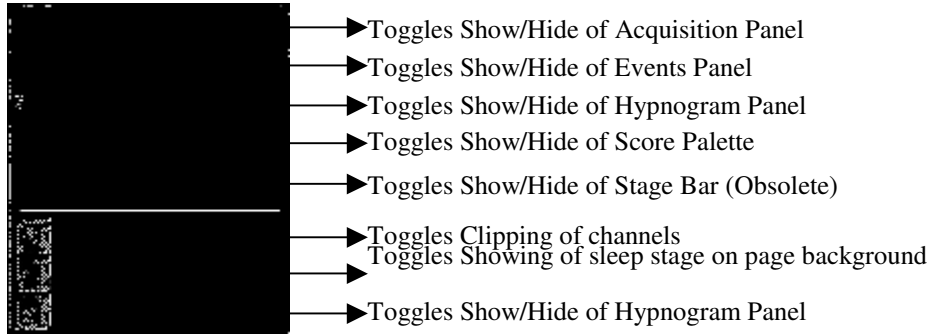 Toggles Show/Hide of Acquisition Panel
Toggles Show/Hide of Events Panel
Toggles Show/Hide of Hypnogram Panel
Toggles Show/Hide of Score Palette
Toggles Show/Hide of Stage Bar (Obsolete)
Toggles Clipping of channels
Toggles Showing of sleep stage on page background
Toggles Show/Hide of Hypnogram Panel